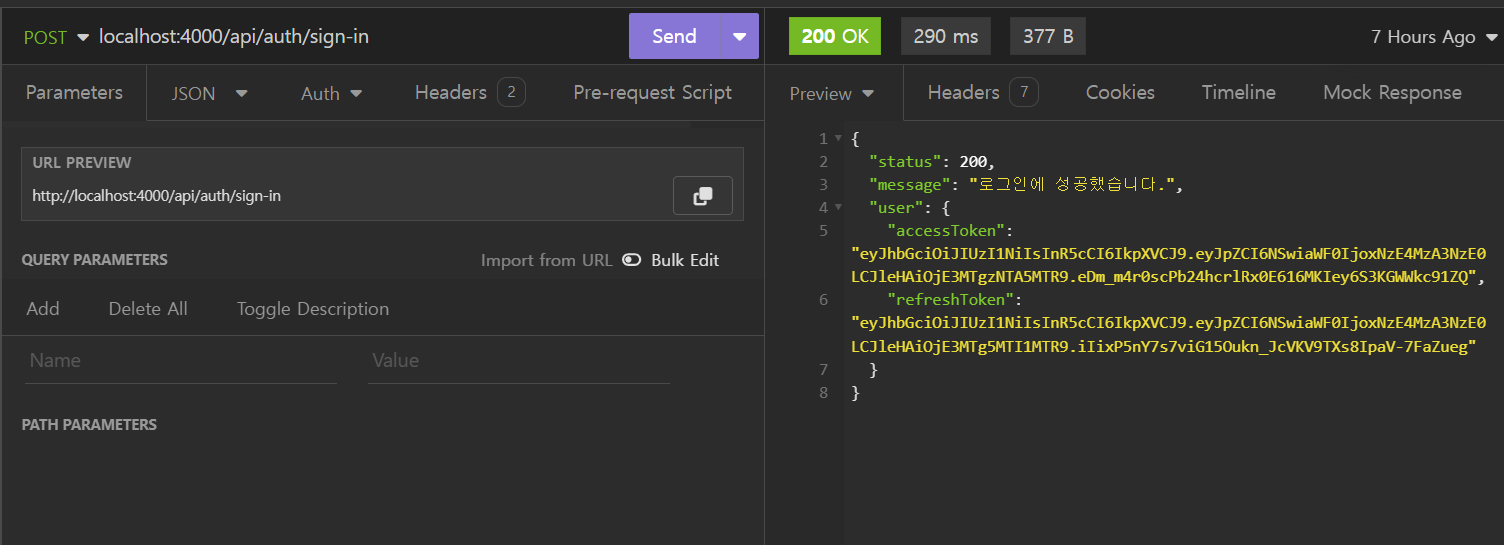 POST localhost:4000/api/auth/sign-in Send
Parameters JSON Auth Headers 2 Pre-request Script
URL PREVIEW
http://localhost:4000/api/auth/sign-in
QUERY PARAMETERS Import from URL Bulk Edit
Add Delete All Toggle Description
Name Value
PATH PARAMETERS
200 OK 290 ms 377 B 7 Hours Ago
Preview Headers 7 Cookies Timeline Mock Response
1 {
2 "status": 200,
3 "message": "로그인에 성공했습니다.",
4 "user": {
5 "accessToken":
"eyJhbGciOiJIUzI1NiIsInR5cCI6IkpXVCJ9.eyJpZCI6NSwiaWF0IjoxNzE4MzA3NzE0
LCJleHAiOjE3MTgzNTA5MTR9.eDm_m4r0scPb24hcrlRx0E616MKIey6S3KGWWkc91ZQ",
6 "refreshToken":
"eyJhbGciOiJIUzI1NiIsInR5cCI6IkpXVCJ9.eyJpZCI6NSwiaWF0IjoxNzE4MzA3NzE0
LCJleHAiOjE3MTg5MTI1MTR9.iIixP5nY7s7viG15Oukn_JcVKV9TXs8IpaV-7FaZueg"
7 }
8 }